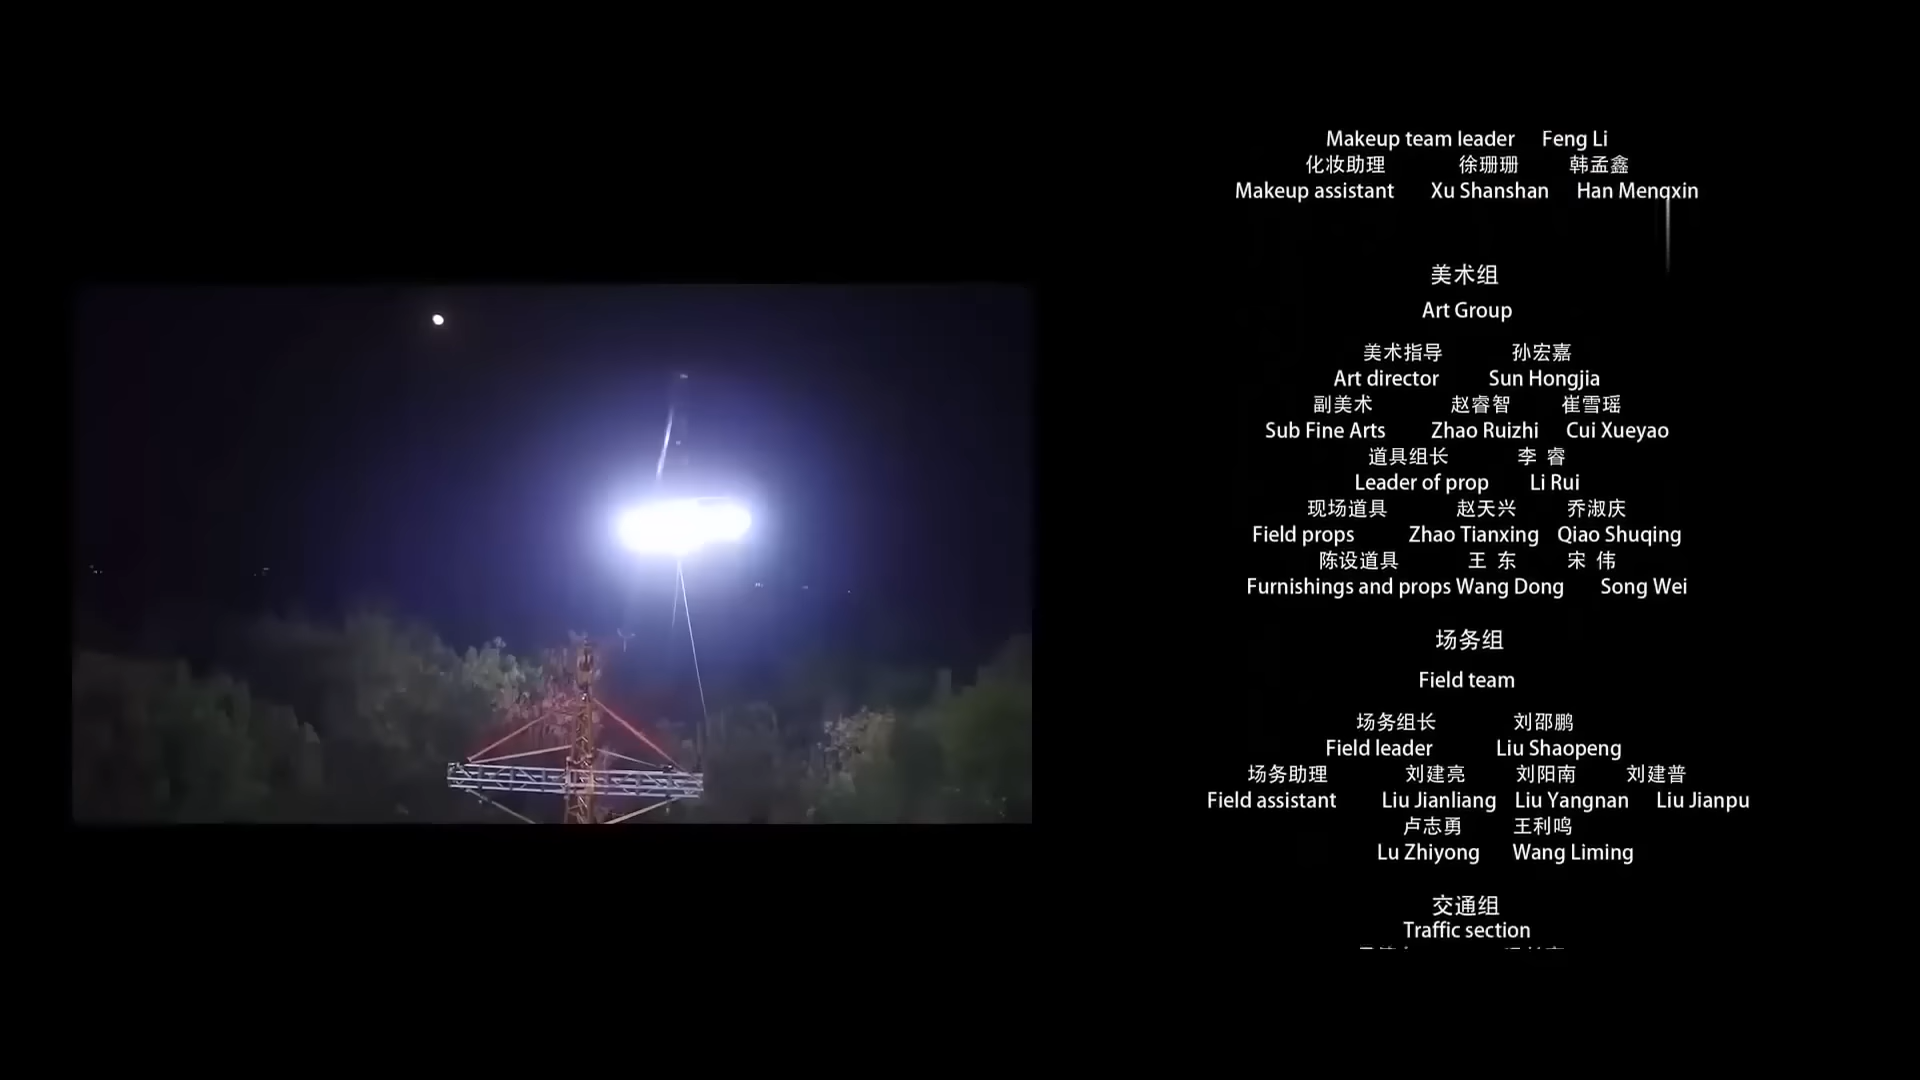 Makeup team leader Feng Li
化妆助理 徐珊珊 韩孟鑫
Makeup assistant Xu Shanshan Han Mengxin
美术组
Art Group
美术指导 孙宏嘉
Art director Sun Hongjia
副美术 赵睿智 崔雪瑶
Sub Fine Arts Zhao Ruizhi Cui Xueyao
道具组长 李 睿
Leader of prop Li Rui
现场道具 赵天兴 乔淑庆
Field props Zhao Tianxing Qiao Shuqing
陈设道具 王 东 宋 伟
Furnishings and props Wang Dong Song Wei
场务组
Field team
场务组长 刘邵鹏
Field leader Liu Shaopeng
场务助理 刘建亮 刘阳南 刘建普
Field assistant Liu Jianliang Liu Yangnan Liu Jianpu
卢志勇 王利鸣
Lu Zhiyong Wang Liming
交通组
Traffic section